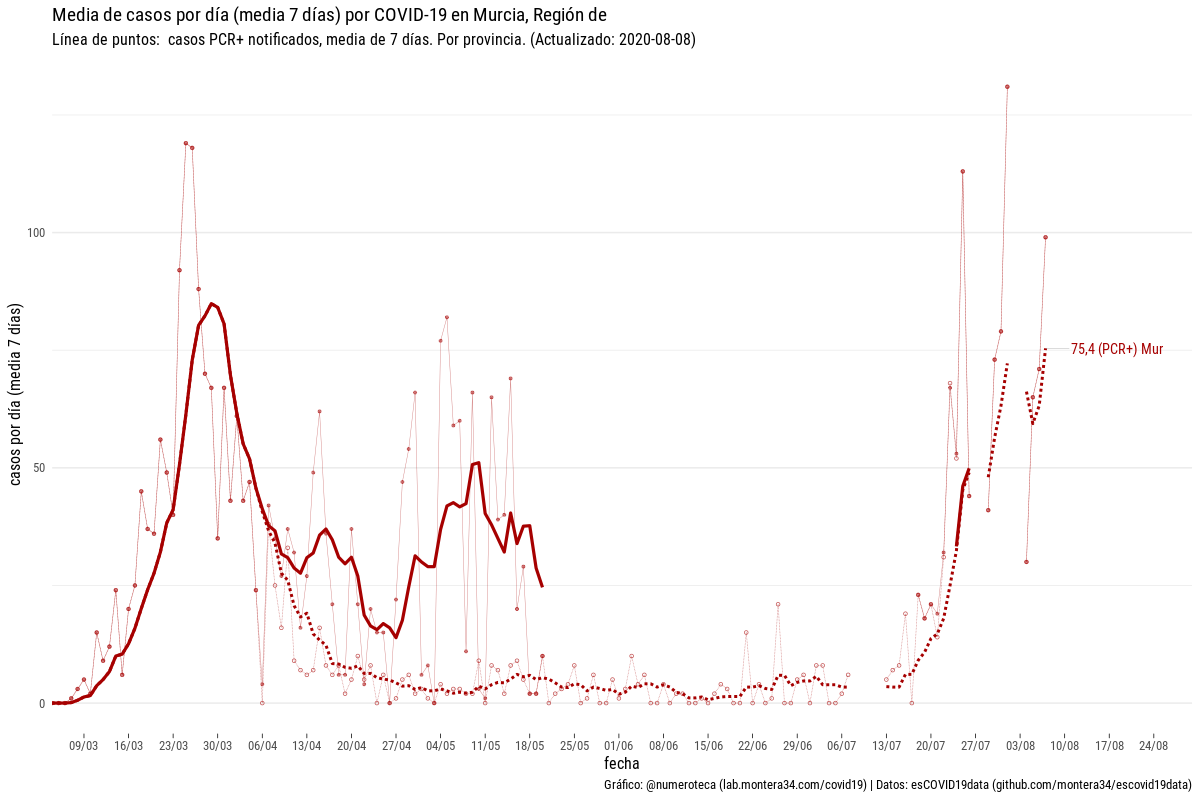 Media de casos por día (media 7 días) por COVID-19 en Murcia, Región de
Línea de puntos:  casos PCR+ notificados, media de 7 días. Por provincia. (Actualizado: 2020-08-08)
casos por día (media 7 días)
100
50
0
75,4 (PCR+) Mur
09/03 16/03 23/03 30/03 06/04 13/04 20/04 27/04 04/05 11/05 18/05 25/05 01/06 08/06 15/06 22/06 29/06 06/07 13/07 20/07 27/07 03/08 10/08 17/08 24/08
fecha
Gráfico: @numeroteca (lab.montera34.com/covid19) | Datos: esCOVID19data (github.com/montera34/escovid19data)